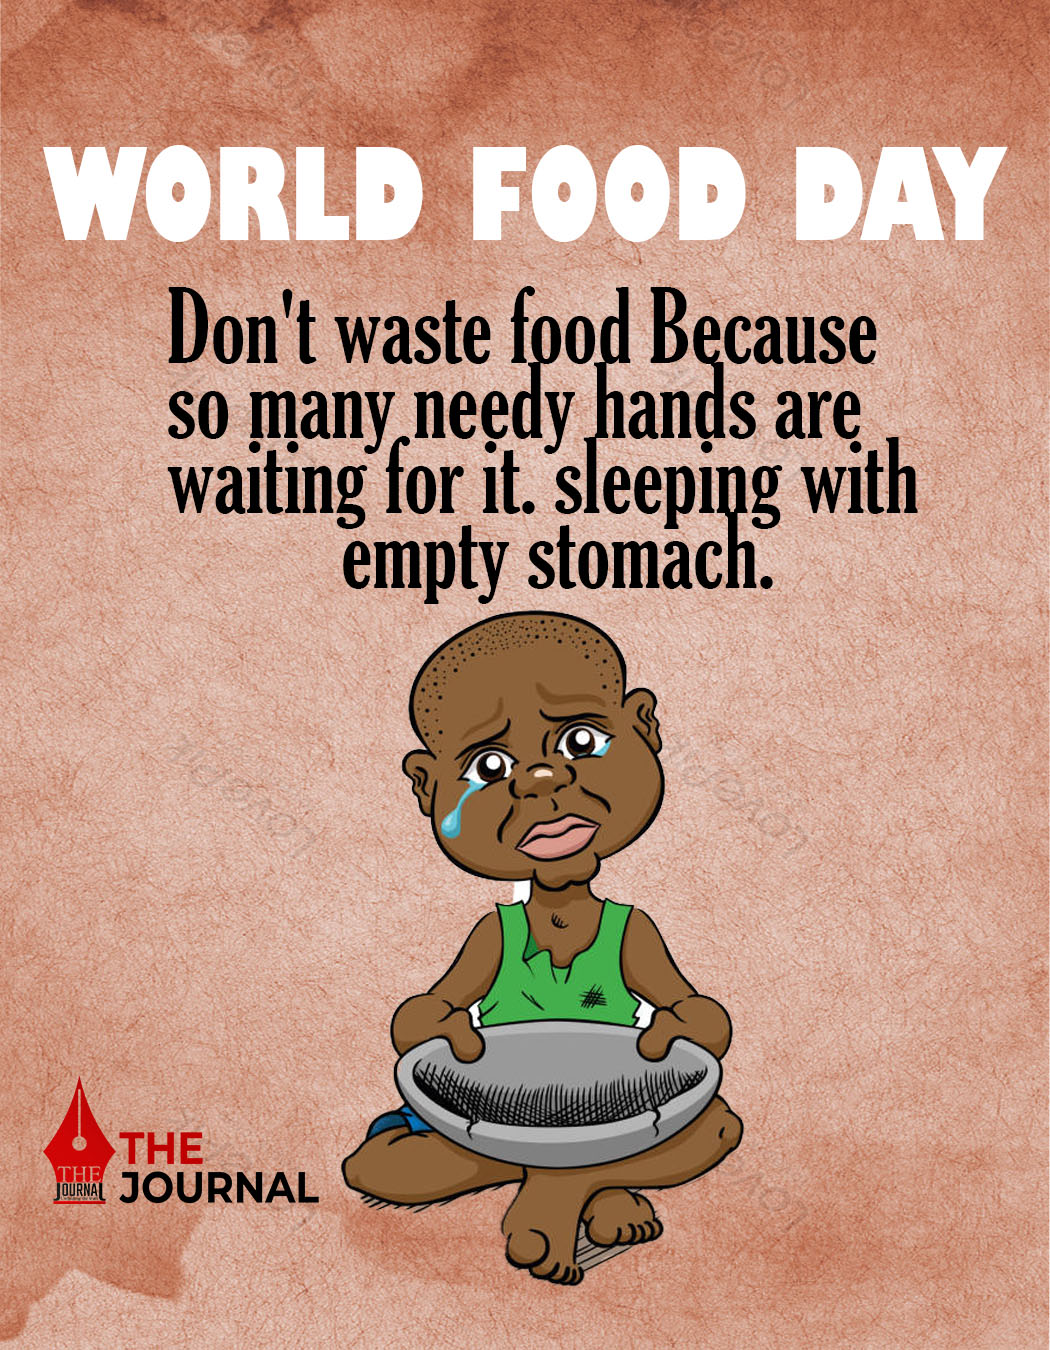 WORLD FOOD DAY
Don't waste food Because
so many needy hands are
waiting for it. sleeping with
empty stomach.
THE
JOURNAL
THE
JOURNAL